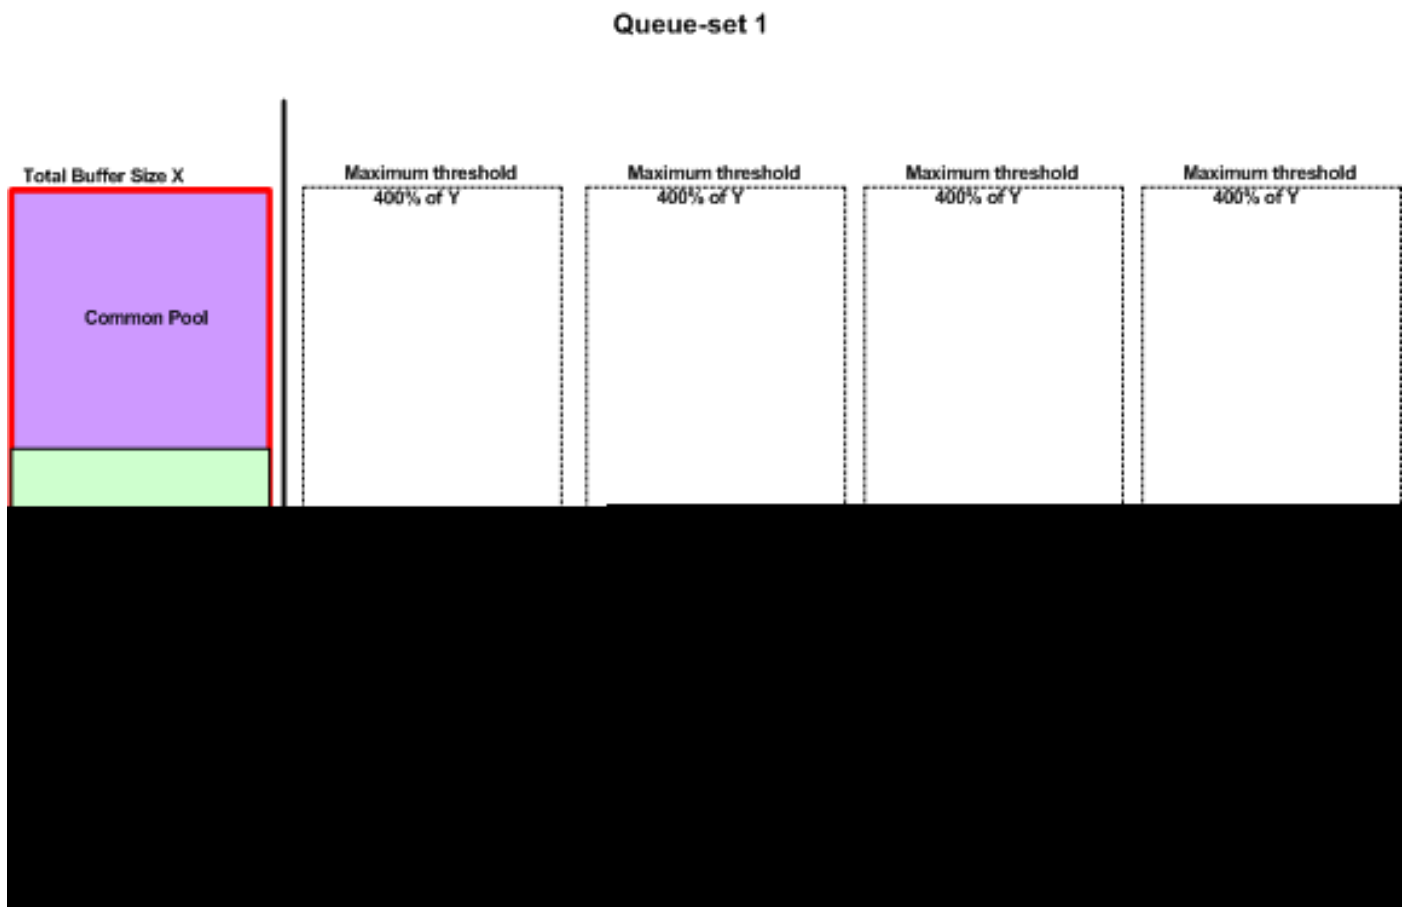 Queue-set 1
Total Buffer Size X
Maximum threshold
400% of Y
Maximum threshold
400% of Y
Maximum threshold
400% of Y
Maximum threshold
400% of Y
Common Pool